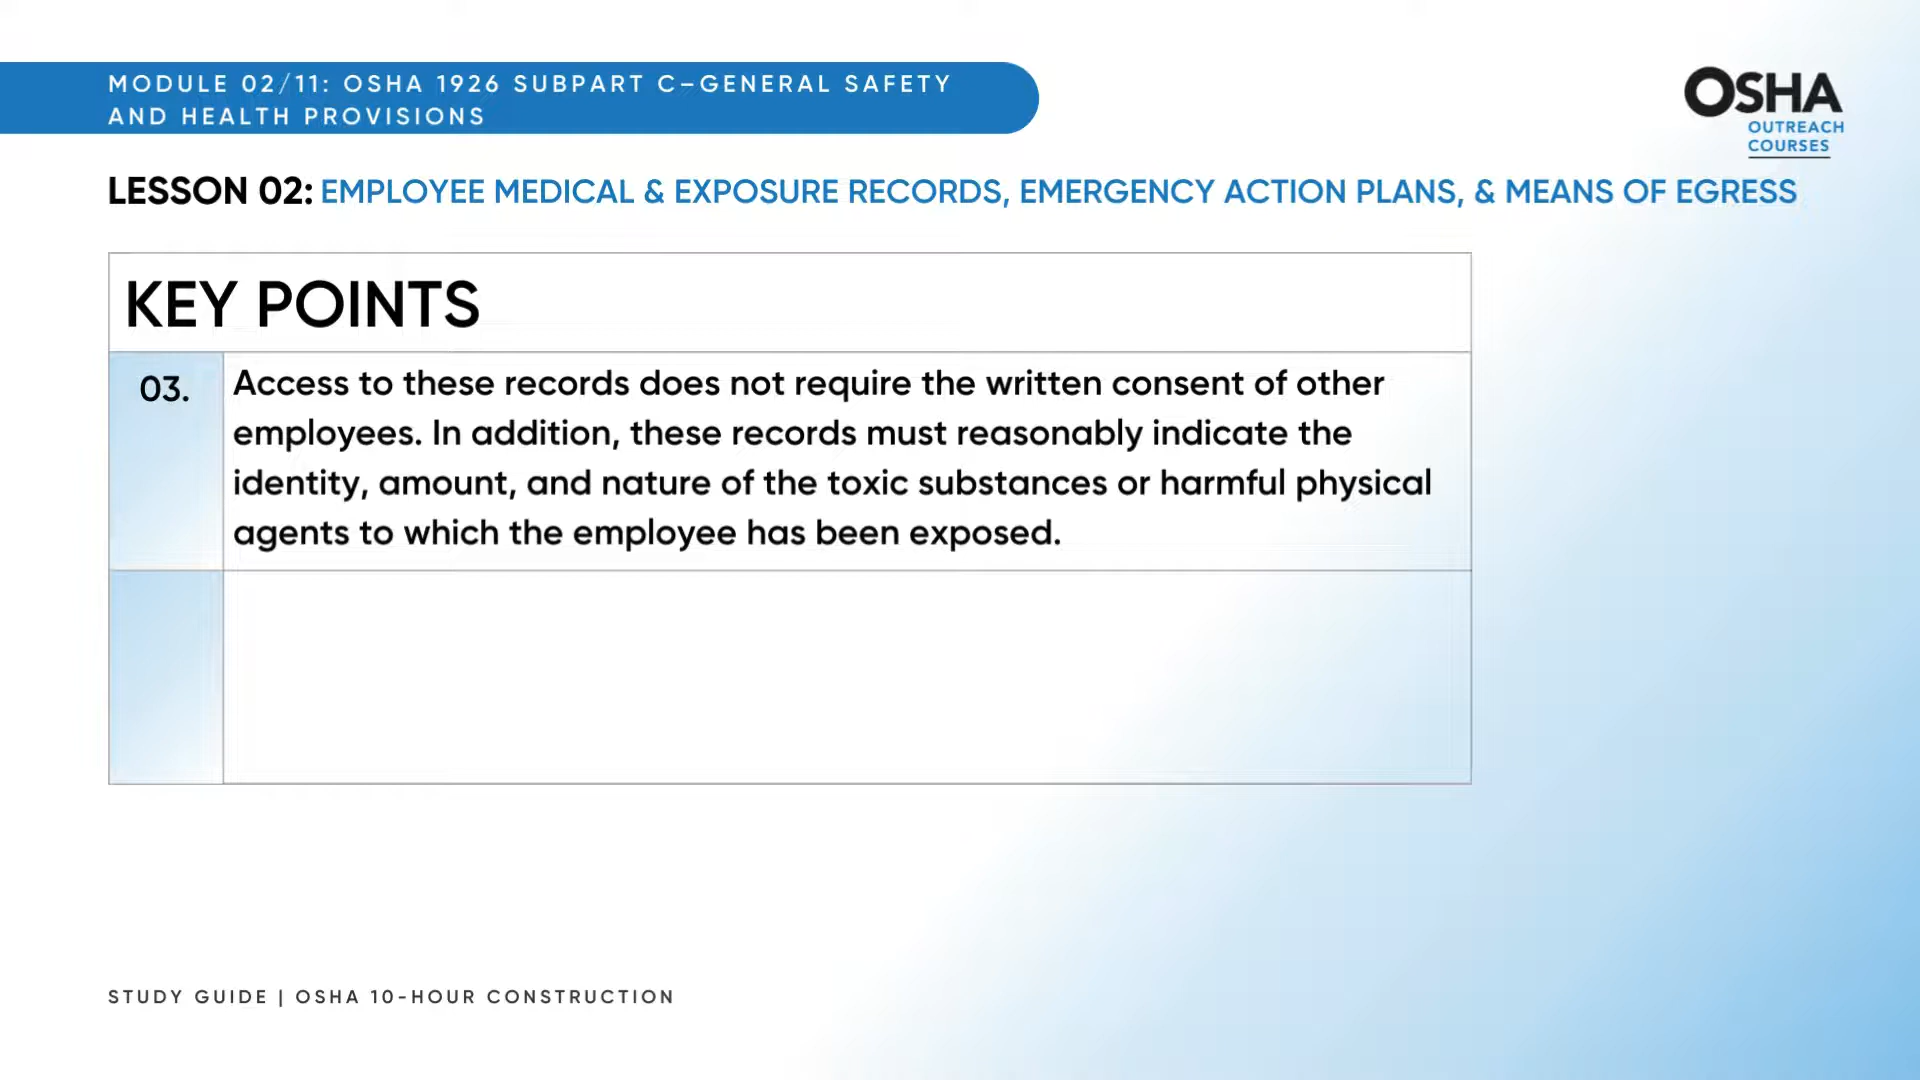 MODULE 02/11: OSHA 1926 SUBPART C–GENERAL SAFETY
AND HEALTH PROVISIONS
OSHA
OUTREACH
COURSES
LESSON 02: EMPLOYEE MEDICAL & EXPOSURE RECORDS, EMERGENCY ACTION PLANS, & MEANS OF EGRESS
KEY POINTS
03.
Access to these records does not require the written consent of other
employees. In addition, these records must reasonably indicate the
identity, amount, and nature of the toxic substances or harmful physical
agents to which the employee has been exposed.
STUDY GUIDE | OSHA 10-HOUR CONSTRUCTION